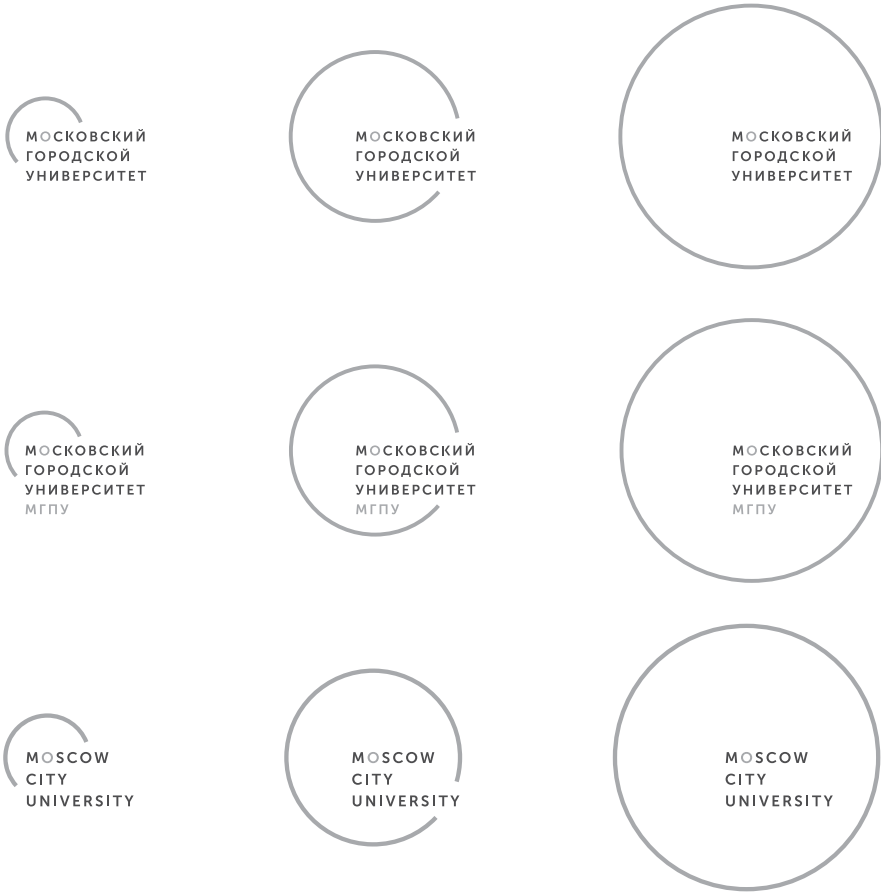 МОСКОВСКИЙ
ГОРОДСКОЙ
УНИВЕРСИТЕТ
МОСКОВСКИЙ
ГОРОДСКОЙ
УНИВЕРСИТЕТ
МОСКОВСКИЙ
ГОРОДСКОЙ
УНИВЕРСИТЕТ
МОСКОВСКИЙ
ГОРОДСКОЙ
УНИВЕРСИТЕТ
МГПУ
МОСКОВСКИЙ
ГОРОДСКОЙ
УНИВЕРСИТЕТ
МГПУ
МОСКОВСКИЙ
ГОРОДСКОЙ
УНИВЕРСИТЕТ
МГПУ
MOSCOW
CITY
UNIVERSITY
MOSCOW
CITY
UNIVERSITY
MOSCOW
CITY
UNIVERSITY